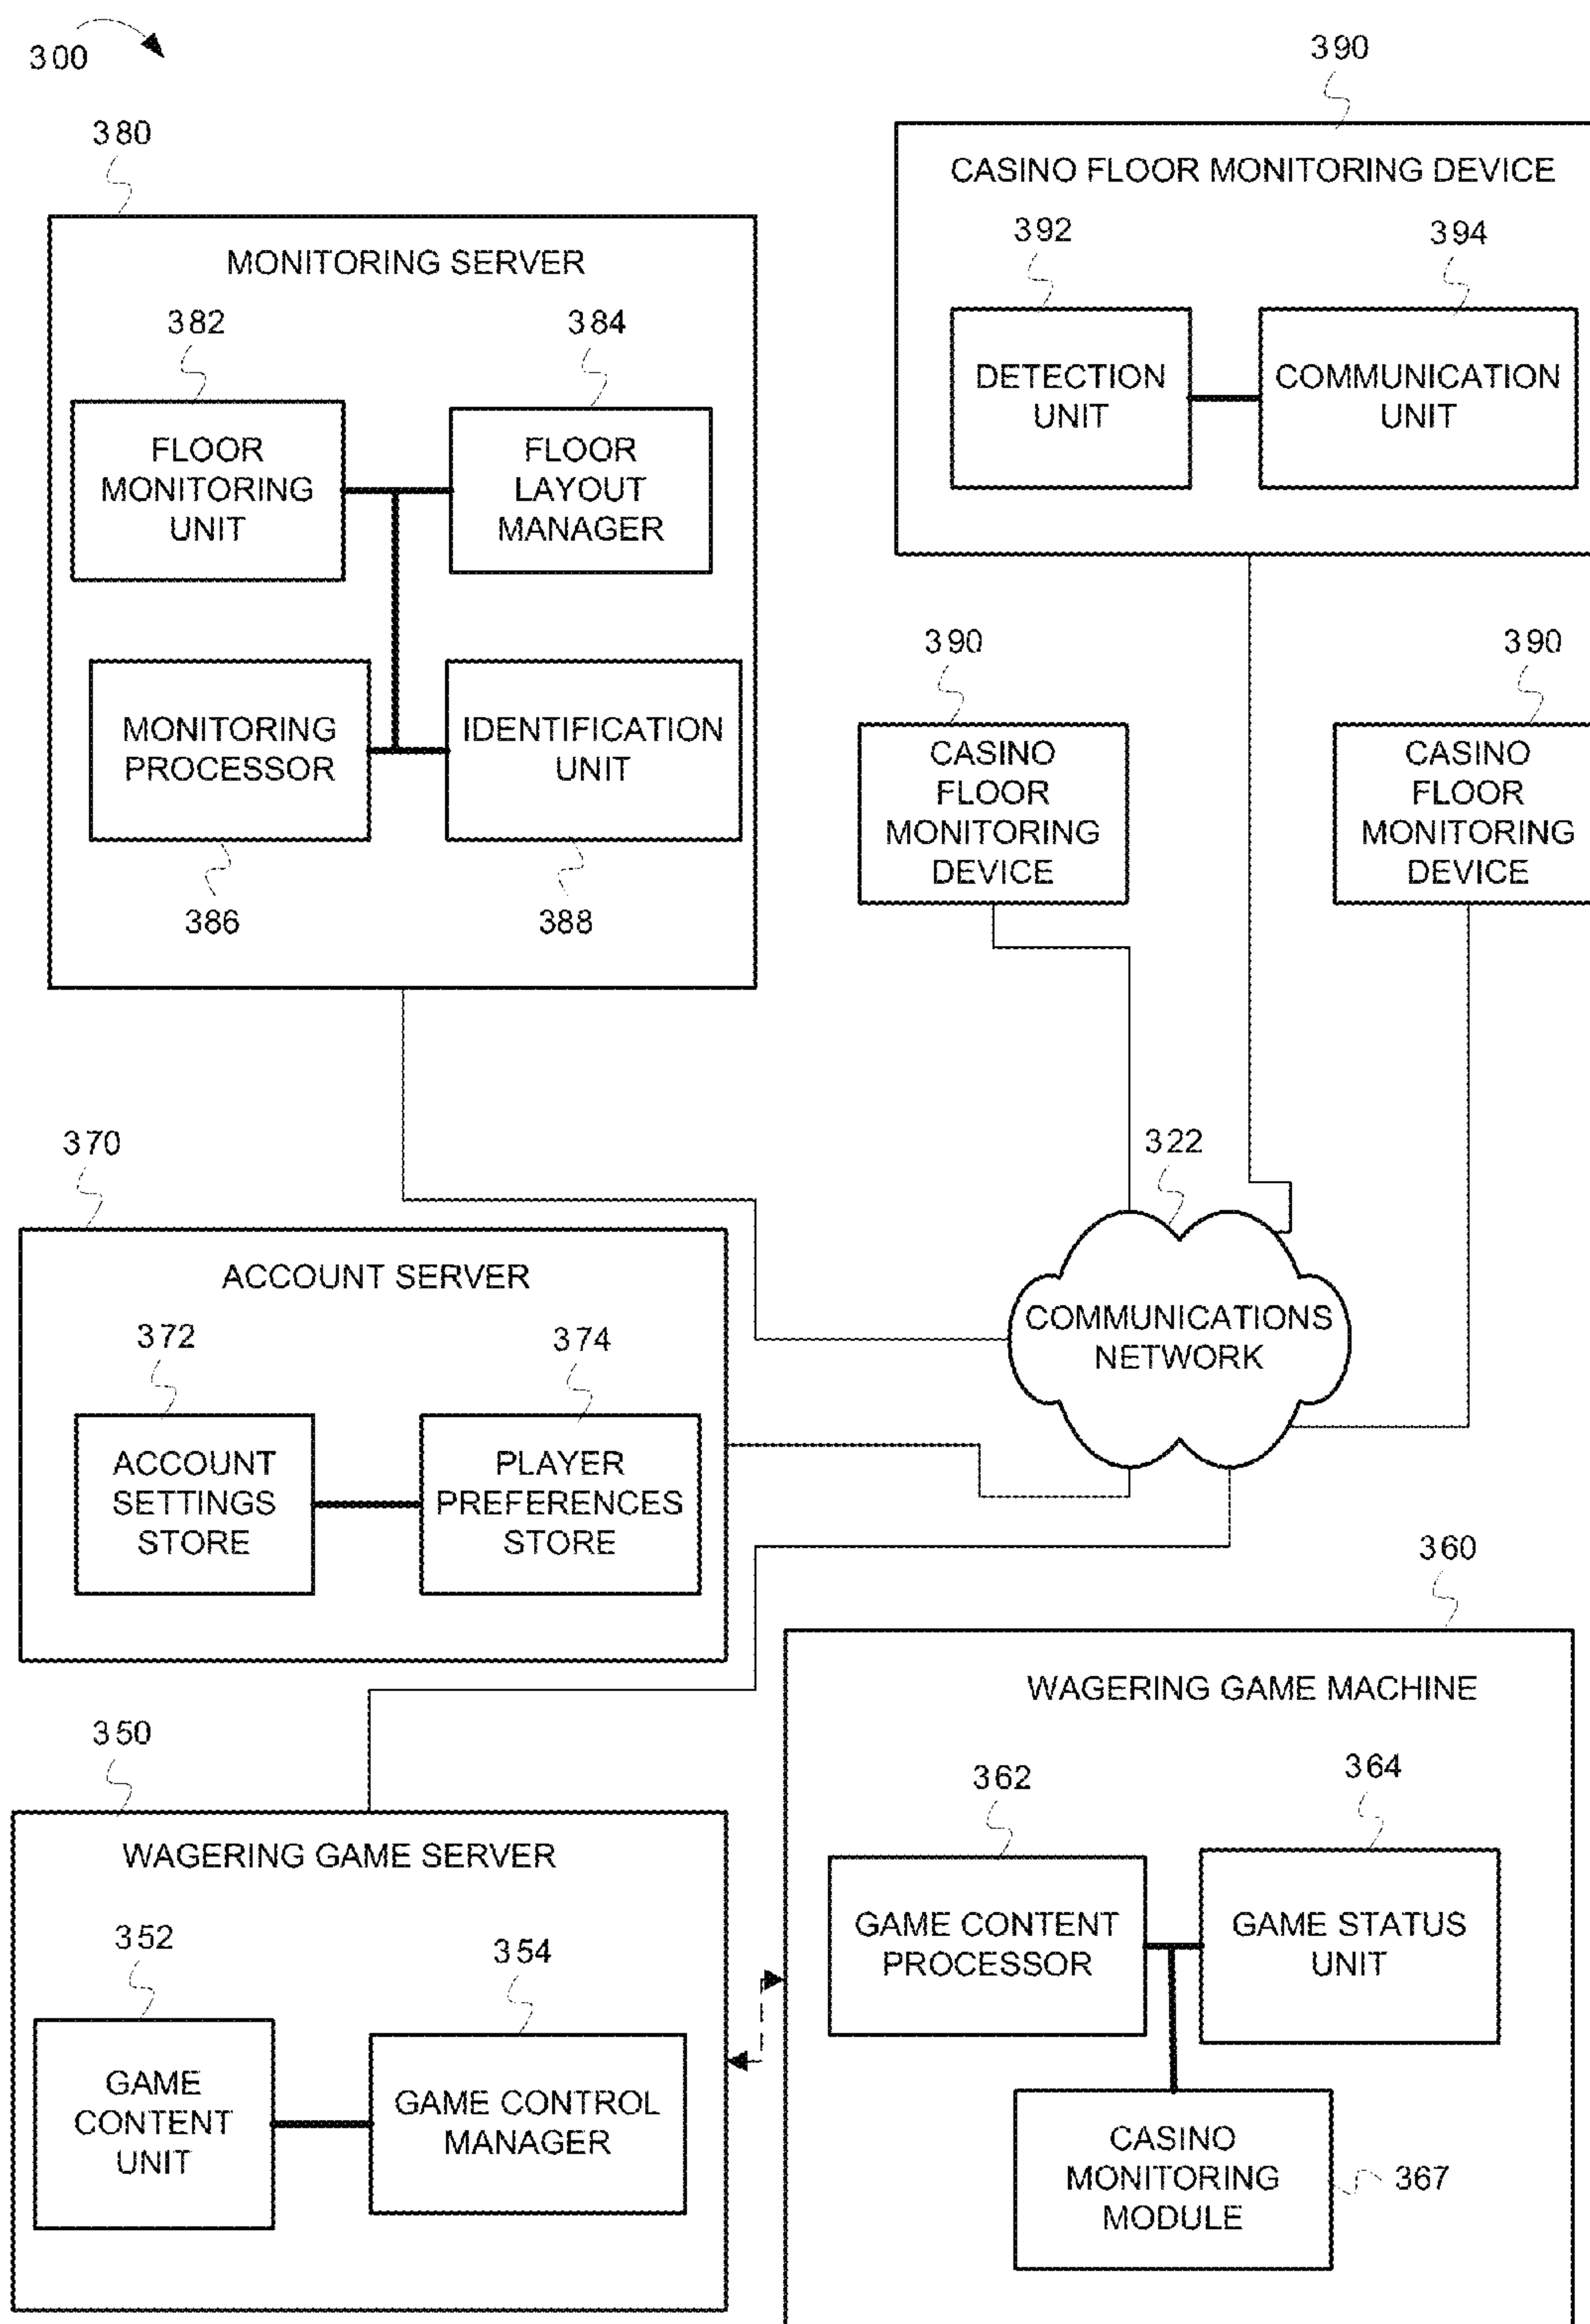 300
390
380
CASINO FLOOR MONITORING DEVICE
392
394
MONITORING SERVER
382
384
DETECTION
UNIT
COMMUNICATION
UNIT
FLOOR
MONITORING
UNIT
FLOOR
LAYOUT
MANAGER
390
390
MONITORING
PROCESSOR
IDENTIFICATION
UNIT
CASINO
FLOOR
MONITORING
DEVICE
CASINO
FLOOR
MONITORING
DEVICE
386
388
370
322
ACCOUNT SERVER
COMMUNICATIONS
NETWORK
372
374
ACCOUNT
SETTINGS
STORE
PLAYER
PREFERENCES
STORE
360
WAGERING GAME MACHINE
350
362
364
WAGERING GAME SERVER
GAME CONTENT
PROCESSOR
GAME STATUS
UNIT
352
354
GAME
CONTENT
UNIT
GAME CONTROL
MANAGER
CASINO
MONITORING
MODULE
367